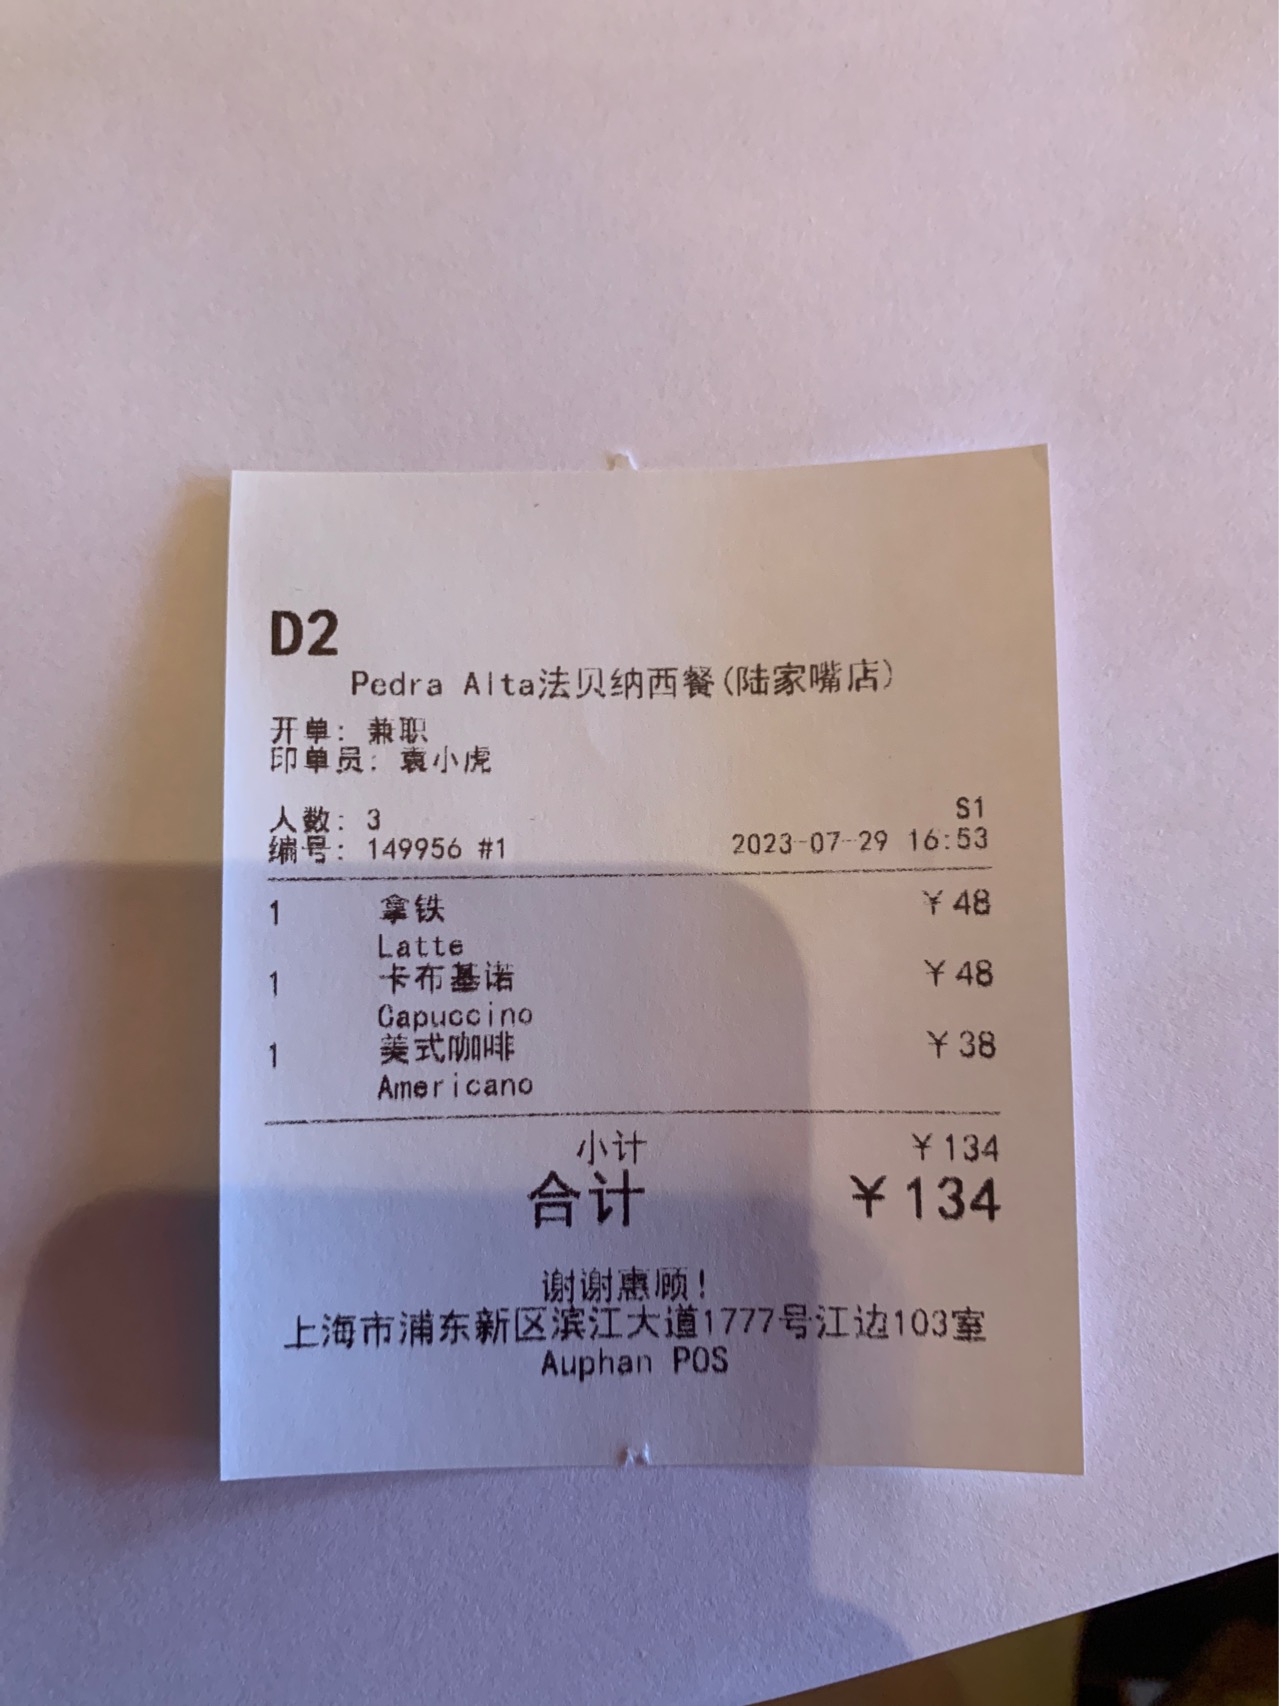 D2
Pedra Alta法贝纳西餐(陆家嘴店)
开单: 兼职
印单员: 袁小虎
S1
人数: 3
编号: 149956 #1 2023-07-29 16:53
1 拿铁 ￥48
Latte
1 卡布基诺 ￥48
Capuccino
1 美式咖啡 ￥38
Americano
小计 ￥134
合计 ￥134
谢谢惠顾!
上海市浦东新区滨江大道1777号江边103室
Auphan POS